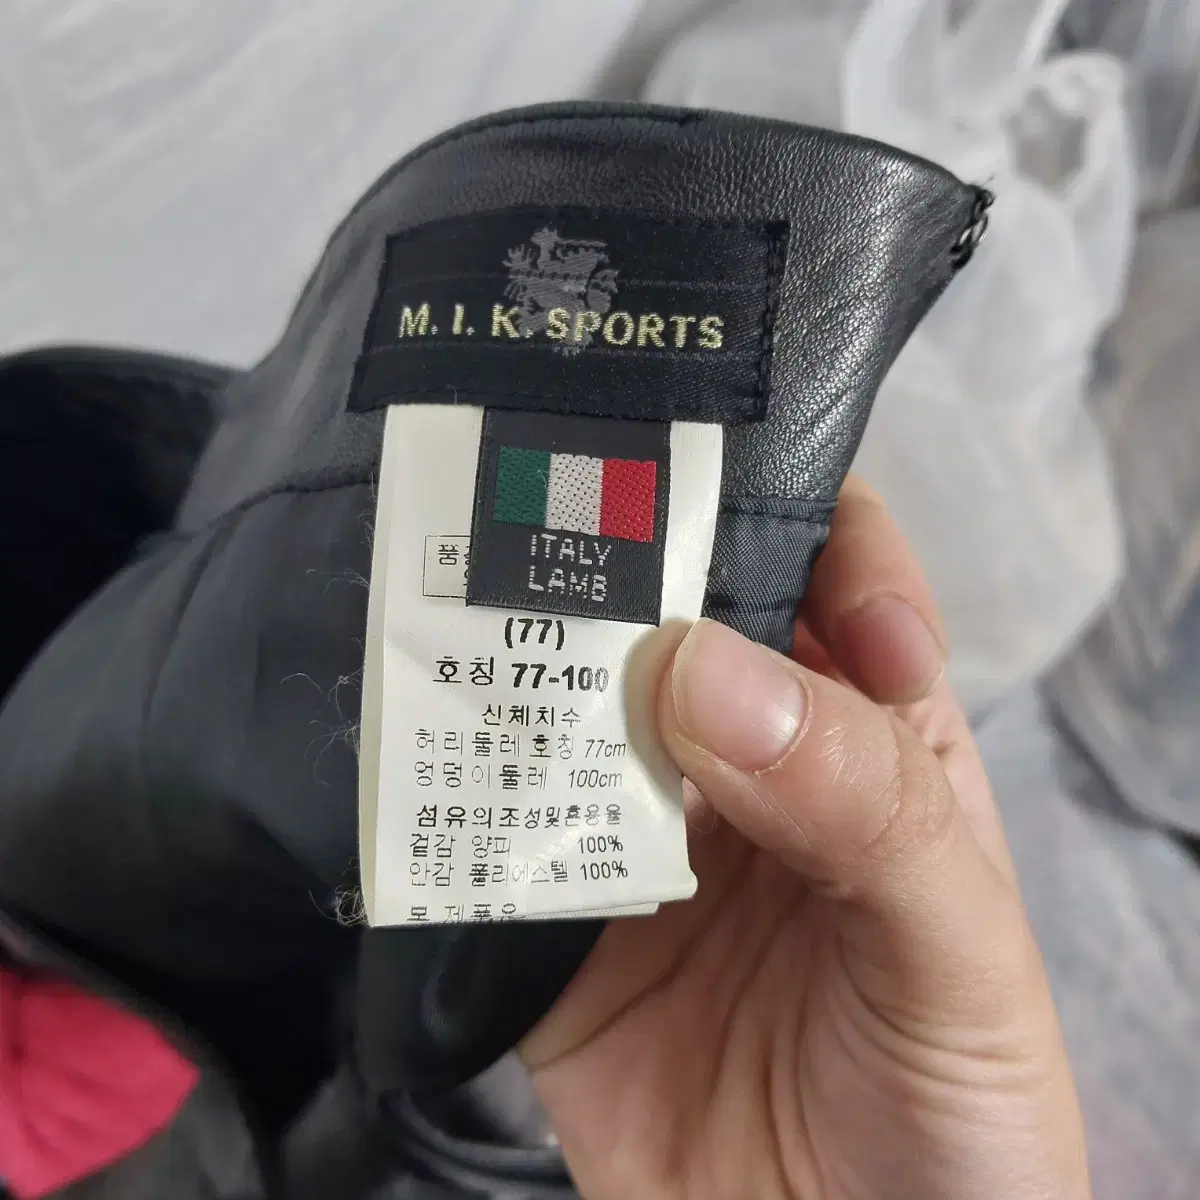 M. I. K. SPORTS
ITALY
LAMB
(77)
호칭 77-100
신체치수
허리둘레 호칭 77cm
엉덩이둘레 100cm
섬유의조성및혼용율
겉감 양피 100%
안감 폴리에스텔 100%